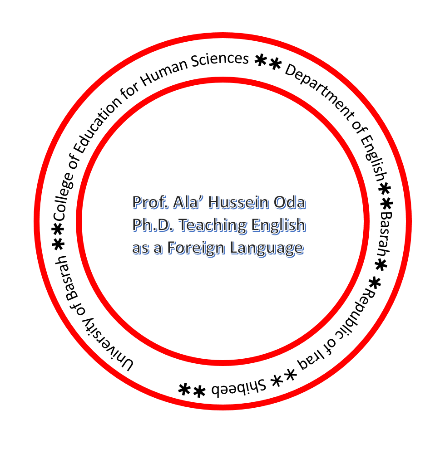 University of Basrah **College of Education for Human Sciences ** Department of English**Basrah* *Republic of Iraq ** Shibeeb **
Prof. Ala’ Hussein Oda
Ph.D. Teaching English
as a Foreign Language